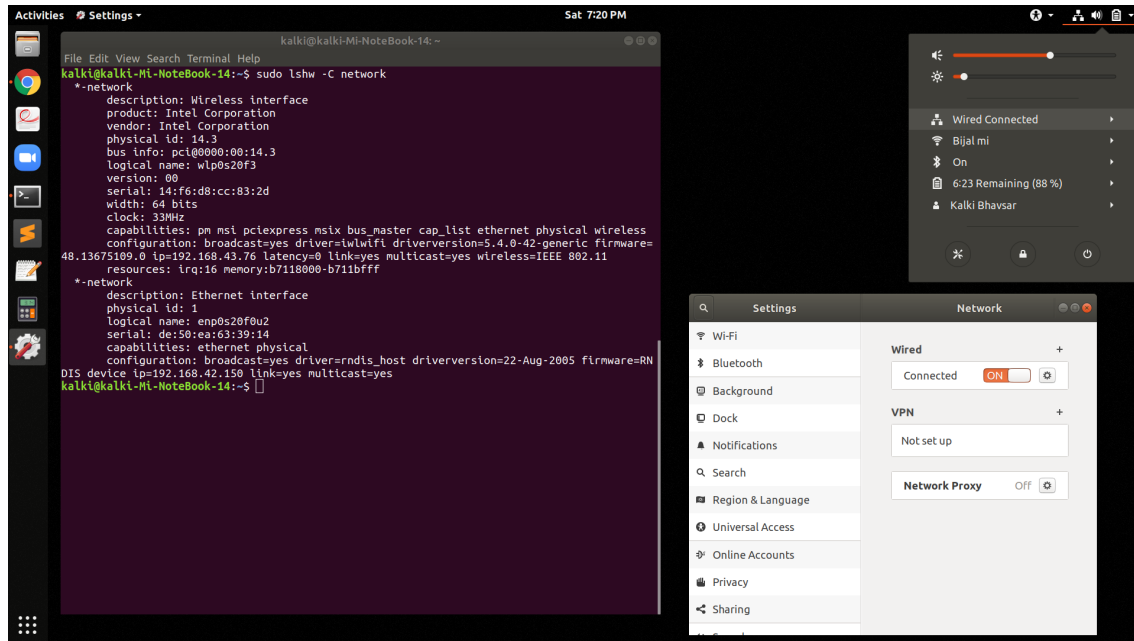 Activities Settings Sat 7:20 PM
kalki@kalki-Mi-NoteBook-14: ~
File Edit View Search Terminal Help
kalki@kalki-Mi-NoteBook-14:~$ sudo lshw -C network
*-network
description: Wireless interface
product: Intel Corporation
vendor: Intel Corporation
physical id: 14.3
bus info: pci@0000:00:14.3
logical name: wlp0s20f3
version: 00
serial: 14:f6:d8:cc:83:2d
width: 64 bits
clock: 33MHz
capabilities: pm msi pciexpress msix bus_master cap_list ethernet physical wireless
configuration: broadcast=yes driver=iwlwifi driverversion=5.4.0-42-generic firmware=
48.13675109.0 ip=192.168.43.76 latency=0 link=yes multicast=yes wireless=IEEE 802.11
resources: irq:16 memory:b7118000-b711bfff
*-network
description: Ethernet interface
physical id: 1
logical name: enp0s20f0u2
serial: de:50:ea:63:39:14
capabilities: ethernet physical
configuration: broadcast=yes driver=rndis_host driverversion=22-Aug-2005 firmware=RN
DIS device ip=192.168.42.150 link=yes multicast=yes
kalki@kalki-Mi-NoteBook-14:~$
Wired Connected
Bijal mi
On
6:23 Remaining (88 %)
Kalki Bhavsar
Settings
Wi-Fi
Bluetooth
Background
Dock
Notifications
Search
Region & Language
Universal Access
Online Accounts
Privacy
Sharing
Network
Wired +
Connected ON
VPN +
Not set up
Network Proxy Off